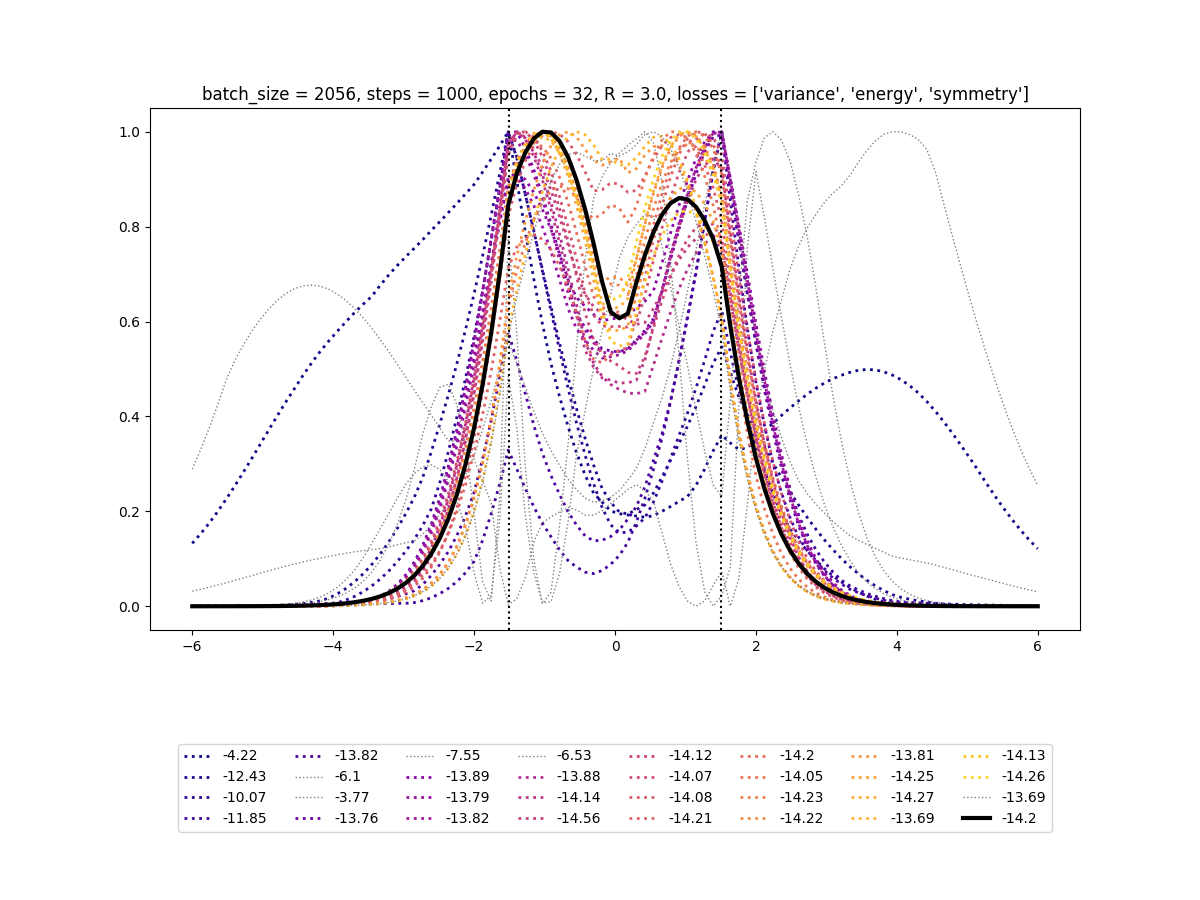 batch_size = 2056, steps = 1000, epochs = 32, R = 3.0, losses = ['variance', 'energy', 'symmetry']
1.0
0.8
0.6
0.4
0.2
0.0
−6 −4 −2 0 2 4 6
-4.22 -13.82 -7.55 -6.53 -14.12 -14.2 -13.81 -14.13
-12.43 -6.1 -13.89 -13.88 -14.07 -14.05 -14.25 -14.26
-10.07 -3.77 -13.79 -14.14 -14.08 -14.23 -14.27 -13.69
-11.85 -13.76 -13.82 -14.56 -14.21 -14.22 -13.69 -14.2